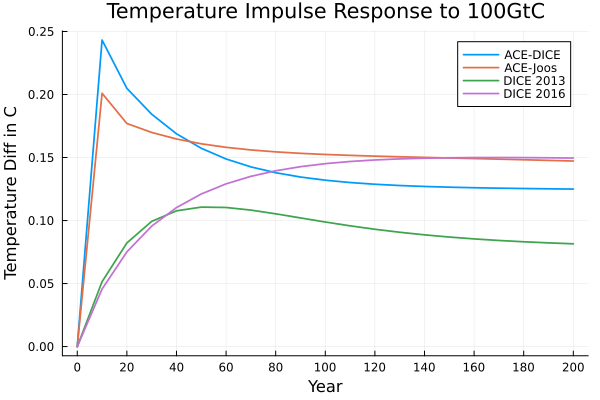 Temperature Impulse Response to 100GtC
Temperature Diff in C
0.25
0.20
0.15
0.10
0.05
0.00
ACE-DICE
ACE-Joos
DICE 2013
DICE 2016
0 20 40 60 80 100 120 140 160 180 200
Year